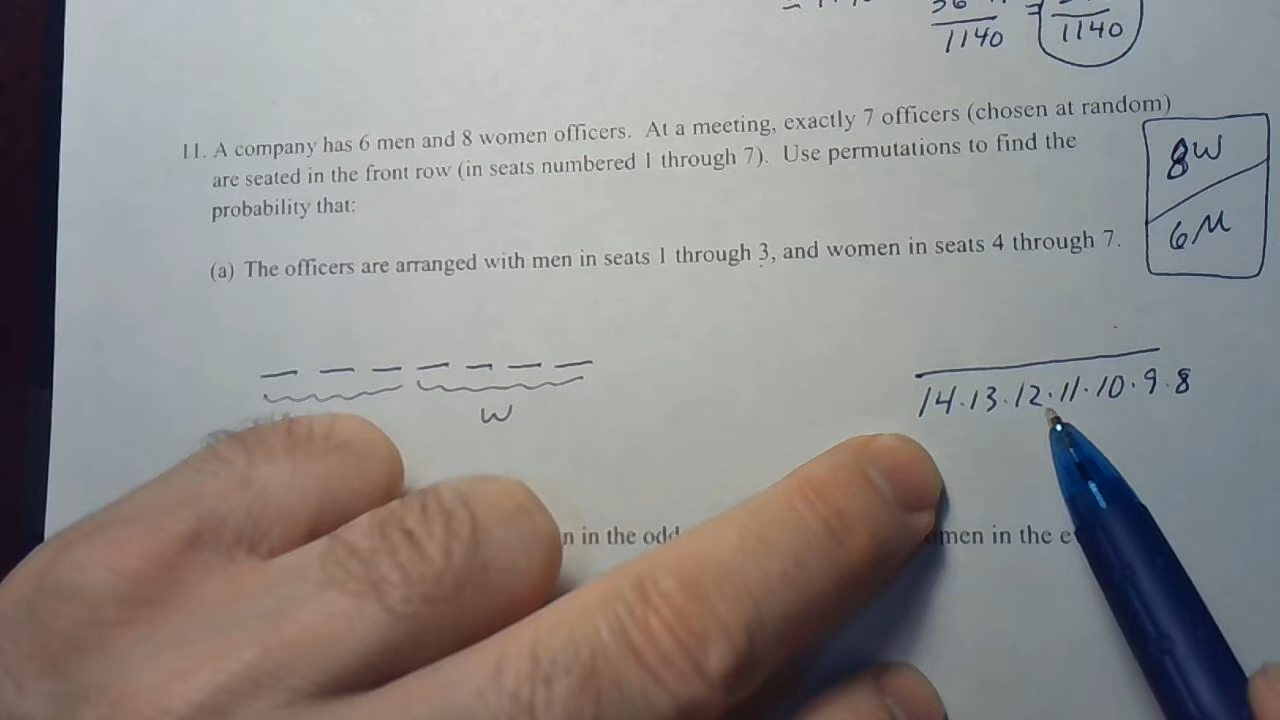 1140
1140
11. A company has 6 men and 8 women officers. At a meeting, exactly 7 officers (chosen at random)
are seated in the front row (in seats numbered 1 through 7). Use permutations to find the
probability that:
8W
6M
(a) The officers are arranged with men in seats 1 through 3, and women in seats 4 through 7.
14·13·12·11·10·9·8
W
in the
in the